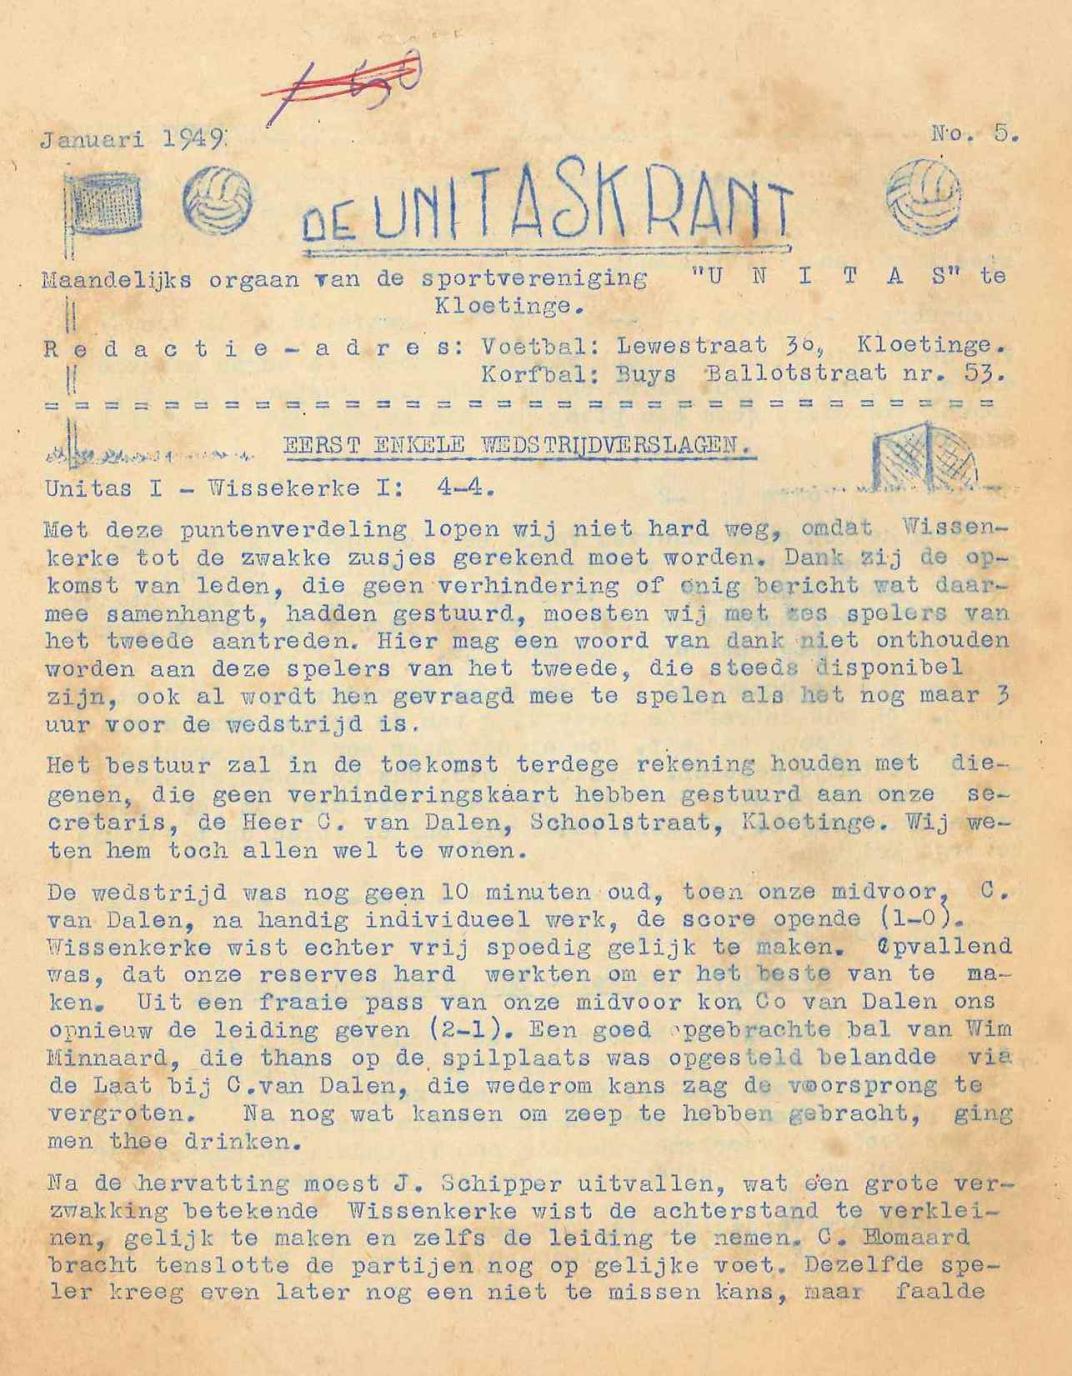 Januari 1949.
No. 5.
DE UNITASKRANT
Maandelijks orgaan van de sportvereniging "U N I T A S" te
Kloetinge.
R e d a c t i e - a d r e s: Voetbal: Lewestraat 30, Kloetinge.
Korfbal: Buys Ballotstraat nr. 53.
= = = = = = = = = = = = = = = = = = = = = = = = = = = = = = = =
EERST ENKELE WEDSTRIJDVERSLAGEN.
Unitas I - Wissekerke I: 4-4.
Met deze puntenverdeling lopen wij niet hard weg, omdat Wissen-
kerke tot de zwakke zusjes gerekend moet worden. Dank zij de op-
komst van leden, die geen verhindering of enig bericht wat daar-
mee samenhangt, hadden gestuurd, moesten wij met zes spelers van
het tweede aantreden. Hier mag een woord van dank niet onthouden
worden aan deze spelers van het tweede, die steeds disponibel
zijn, ook al wordt hen gevraagd mee te spelen als het nog maar 3
uur voor de wedstrijd is.
Het bestuur zal in de toekomst terdege rekening houden met die-
genen, die geen verhinderingskaart hebben gestuurd aan onze se-
cretaris, de Heer C. van Dalen, Schoolstraat, Kloetinge. Wij we-
ten hem toch allen wel te wonen.
De wedstrijd was nog geen 10 minuten oud, toen onze midvoor, C.
van Dalen, na handig individueel werk, de score opende (1-0).
Wissenkerke wist echter vrij spoedig gelijk te maken. Opvallend
was, dat onze reserves hard werkten om er het beste van te ma-
ken. Uit een fraaie pass van onze midvoor kon Co van Dalen ons
opnieuw de leiding geven (2-1). Een goed opgebrachte bal van Wim
Minnaard, die thans op de spilplaats was opgesteld belandde via
de Laat bij C.van Dalen, die wederom kans zag de voorsprong te
vergroten. Na nog wat kansen om zeep te hebben gebracht, ging
men thee drinken.
Na de hervatting moest J. Schipper uitvallen, wat een grote ver-
zwakking betekende Wissenkerke wist de achterstand te verklei-
nen, gelijk te maken en zelfs de leiding te nemen. C. Blomaard
bracht tenslotte de partijen nog op gelijke voet. Dezelfde spe-
ler kreeg even later nog een niet te missen kans, maar faalde